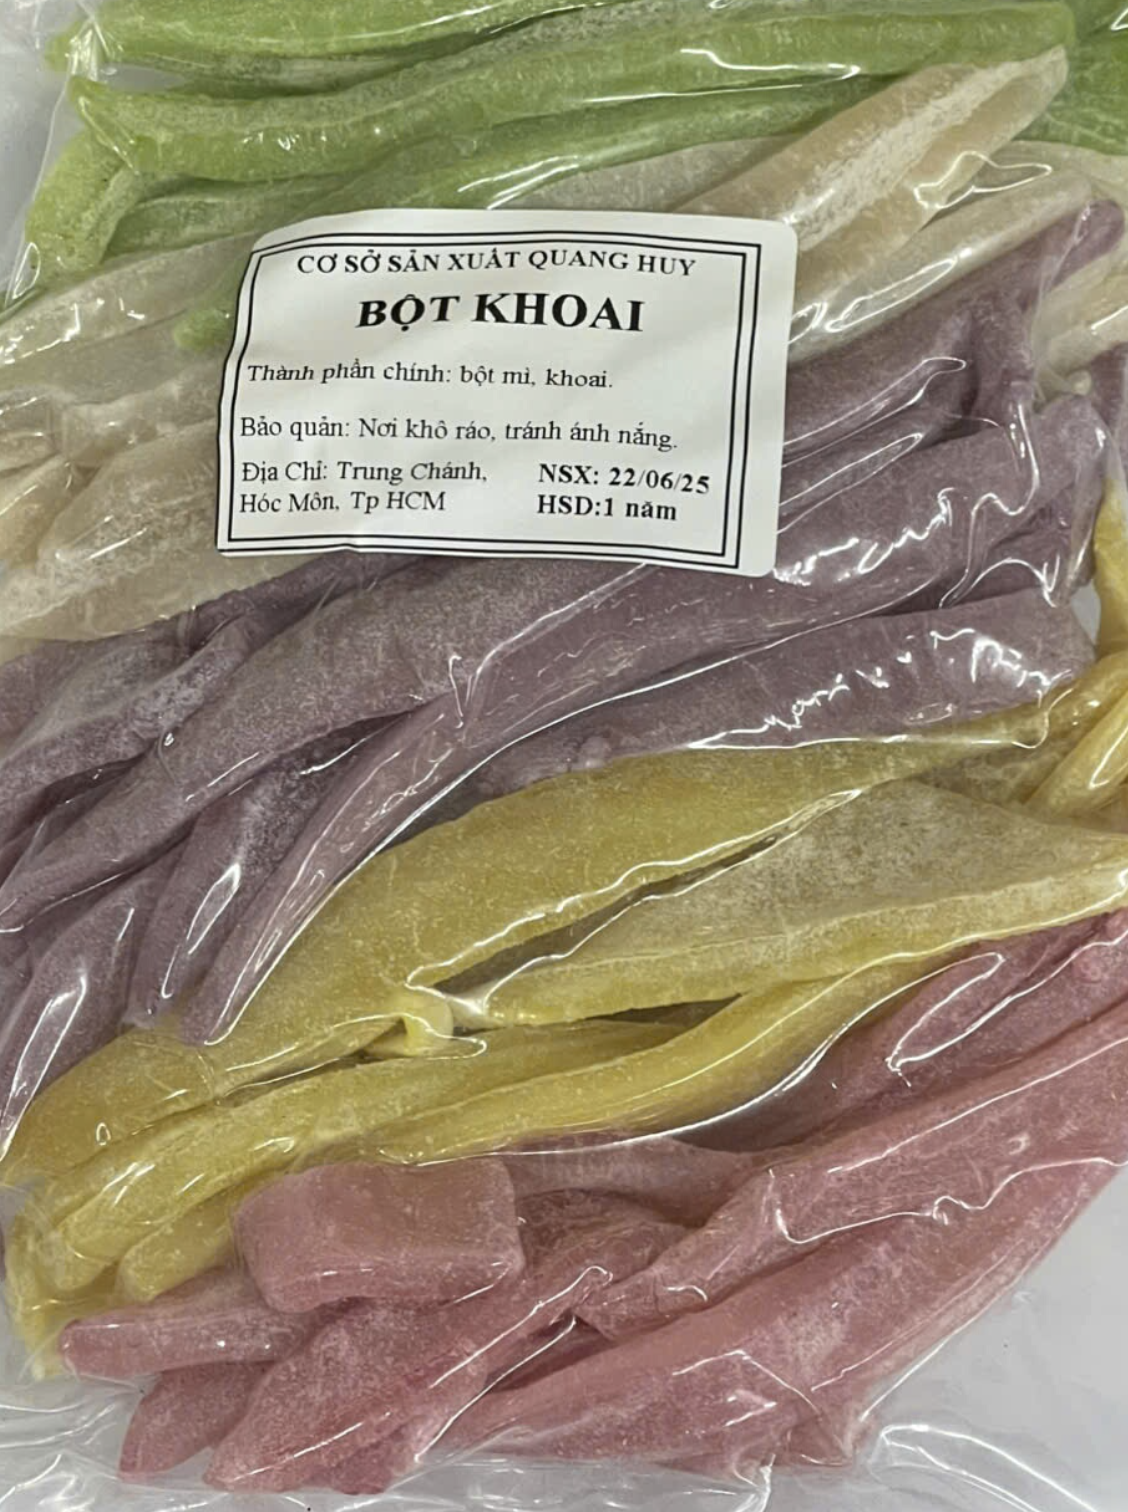 CƠ SỞ SẢN XUẤT QUANG HUY
BỘT KHOAI
Thành phần chính: bột mì, khoai.
Bảo quản: Nơi khô ráo, tránh ánh nắng.
Địa Chỉ: Trung Chánh,
Hóc Môn, Tp HCM
NSX: 22/06/25
HSD:1 năm